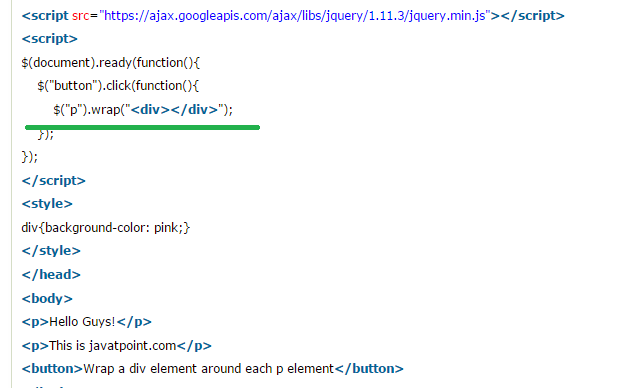 <script src="https://ajax.googleapis.com/ajax/libs/jquery/1.11.3/jquery.min.js"></script>
<script>
$(document).ready(function(){
$("button").click(function(){
$("p").wrap("<div></div>");
});
});
</script>
<style>
div{background-color: pink;}
</style>
</head>
<body>
<p>Hello Guys!</p>
<p>This is javatpoint.com</p>
<button>Wrap a div element around each p element</button>